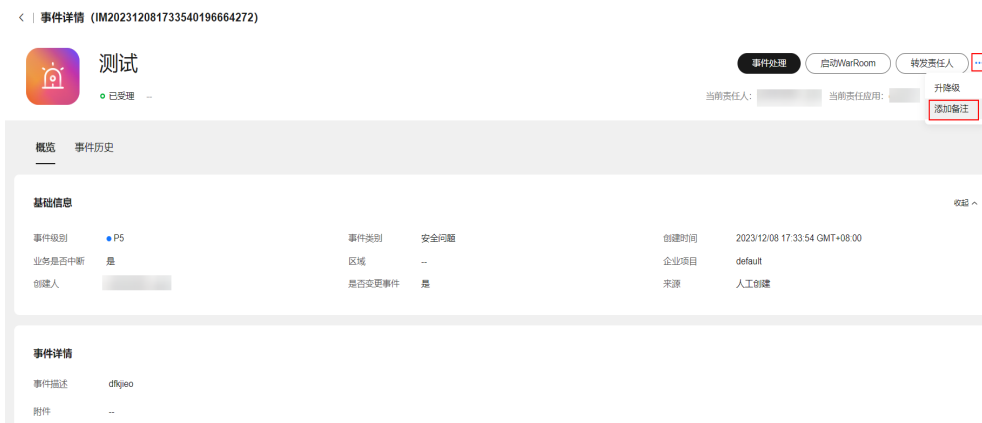 事件详情（IM202312081733540196664272）
测试
事件处理 启动WarRoom 转发责任人 ...
已受理 --
当前责任人： 当前责任应用：
升降级
添加备注
概览 事件历史
基础信息 收起
事件级别 P5 事件类别 安全问题 创建时间 2023/12/08 17:33:54 GMT+08:00
业务是否中断 是 区域 -- 企业项目 default
创建人 是否变更事件 是 来源 人工创建
事件详情
事件描述 dfkjieo
附件 --